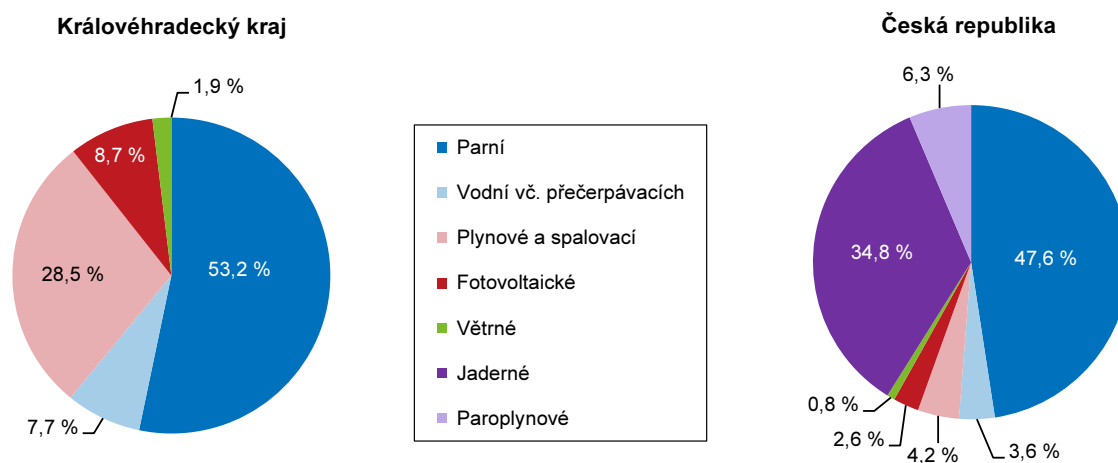 Královéhradecký kraj
1,9 %
8,7 %
28,5 %
53,2 %
7,7 %
Parní
Vodní vč. přečerpávacích
Plynové a spalovací
Fotovoltaické
Větrné
Jaderné
Paroplynové
Česká republika
6,3 %
34,8 %
47,6 %
0,8 %
2,6 %
4,2 %
3,6 %